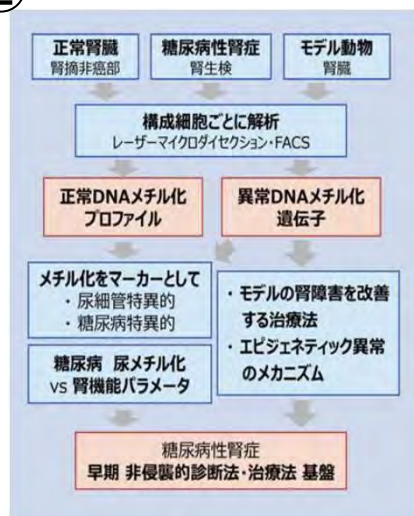 正常腎臓
腎摘非癌部
糖尿病性腎症
腎生検
モデル動物
腎臓
構成細胞ごとに解析
レーザーマイクロダイセクション・FACS
正常DNAメチル化
プロファイル
異常DNAメチル化
遺伝子
メチル化をマーカーとして
・尿細管特異的
・糖尿病特異的
・モデルの腎障害を改善
する治療法
・エピジェネティック異常
のメカニズム
糖尿病 尿メチル化
vs 腎機能パラメータ
糖尿病性腎症
早期 非侵襲的診断法・治療法 基盤